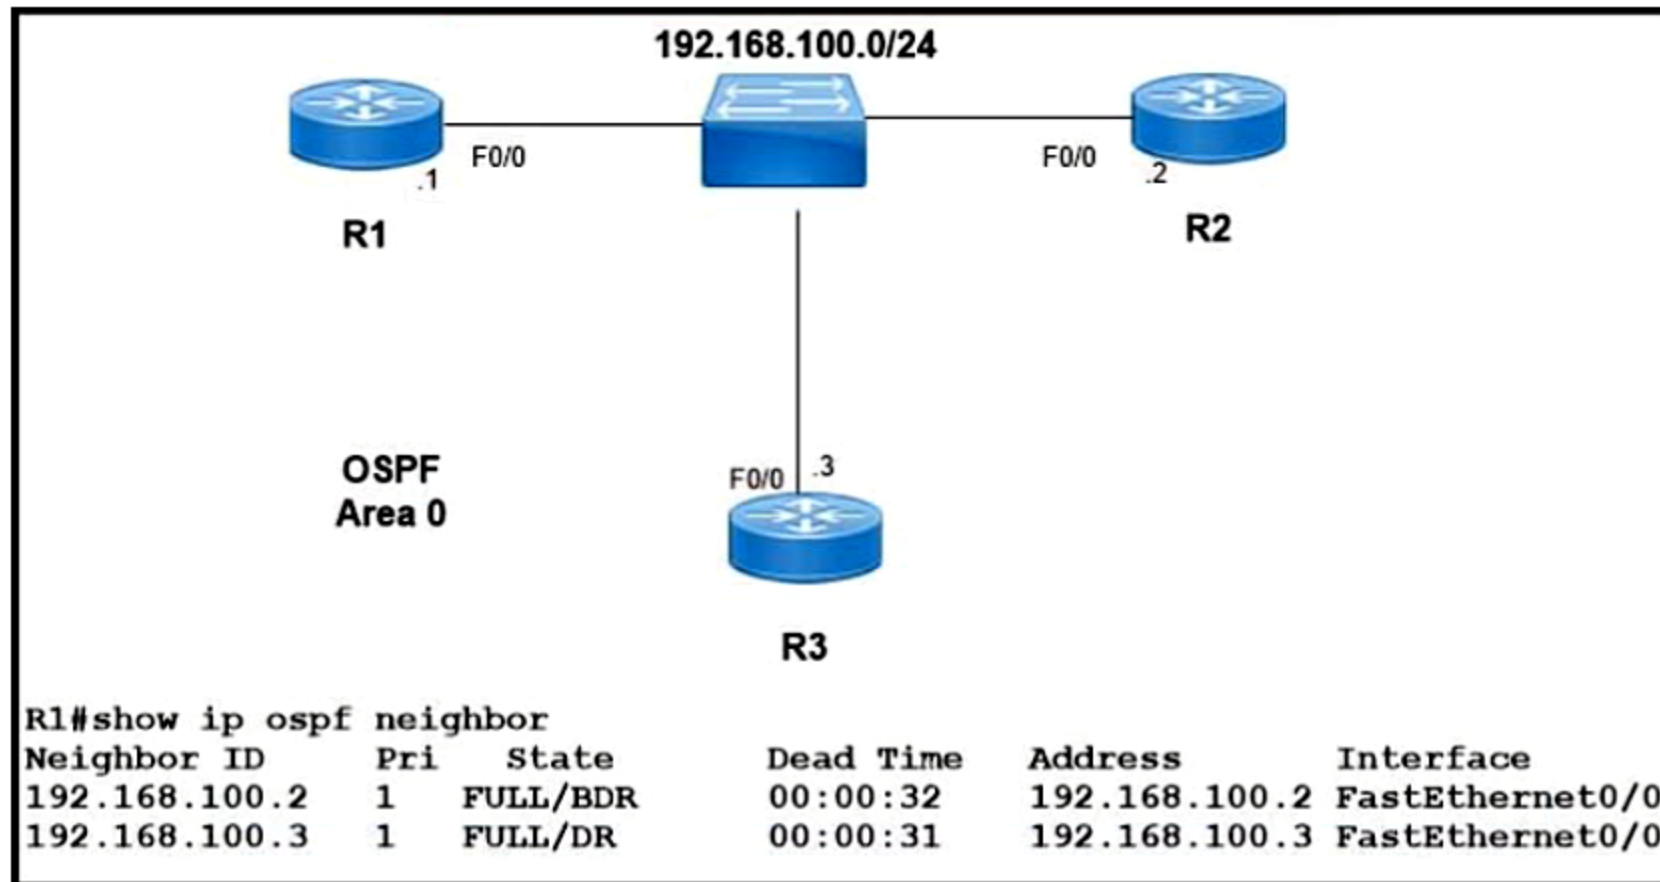 192.168.100.0/24
F0/0
F0/0
.1
.2
R1
R2
OSPF
Area 0
F0/0 .3
R3
R1#show ip ospf neighbor
Neighbor ID Pri State Dead Time Address Interface
192.168.100.2 1 FULL/BDR 00:00:32 192.168.100.2 FastEthernet0/0
192.168.100.3 1 FULL/DR 00:00:31 192.168.100.3 FastEthernet0/0